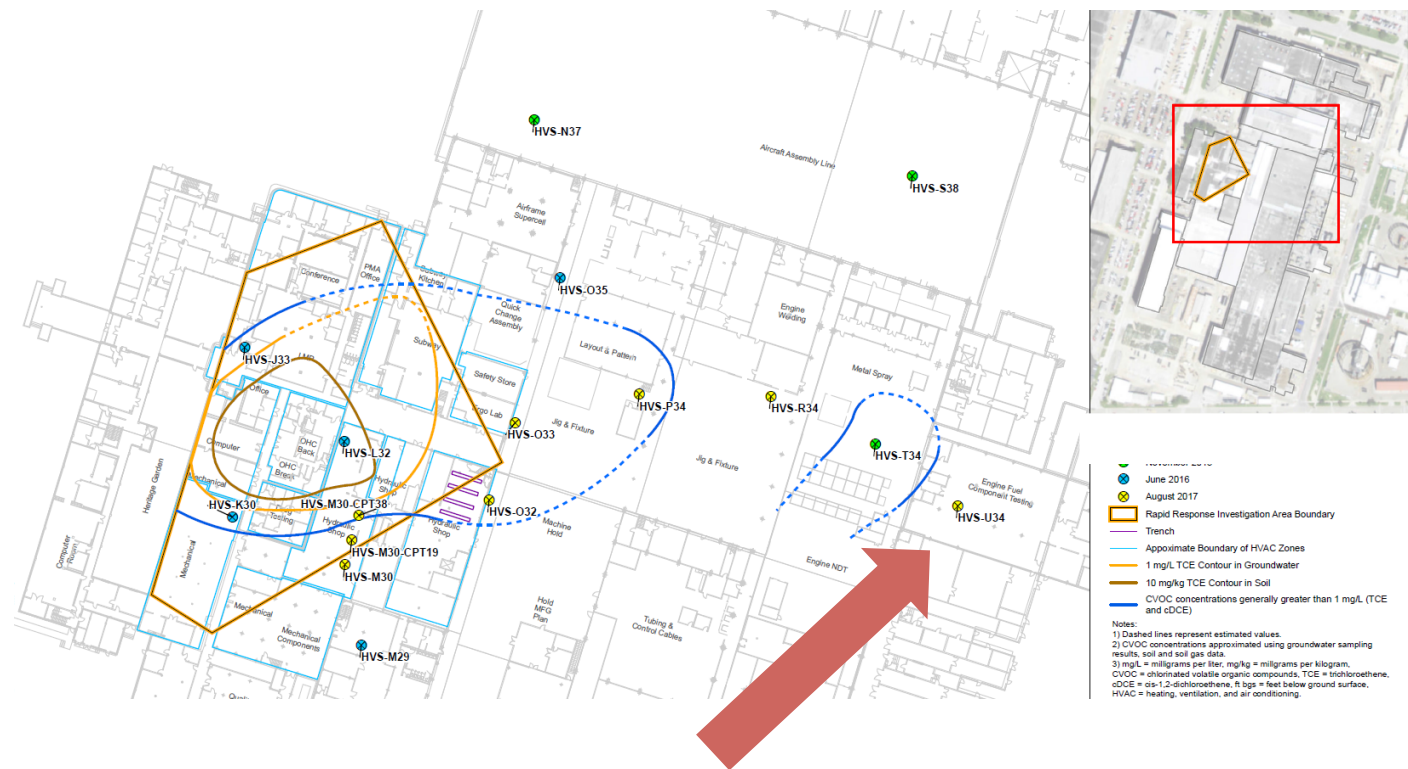 HVS-N37
Aircraft Assembly Line
HVS-S38
Airframe
Supercell
Conference
PMA
Office
Subway
Kitchen
HVS-O35
Quick
Change
Assembly
Engine
Welding
HVS-J33
LMR
Subway
Layout & Pattern
Office
Safety Store
Metal Spray
Ergo Lab
HVS-P34
HVS-R34
HVS-O33
Jig & Fixture
Computer
OHC
Back
HVS-L32
HVS-T34
Jig & Fixture
OHC
Break
Mechanical
Hydraulic
Shop
Engine Fuel
Component Testing
Heritage Garden
HVS-K30
HVS-M30-CPT38
Drug
Testing
HVS-O32
HVS-U34
Hydraulic
Shop
Hydraulic
Shop
Machine
Hold
Computer
Room
Mechanical
HVS-M30-CPT19
HVS-M30
Engine NDT
Mechanical
Hold
MFG
Plan
Tubing &
Control Cables
Mechanical
Components
HVS-M29
June 2016
August 2017
Rapid Response Investigation Area Boundary
Trench
Appoximate Boundary of HVAC Zones
1 mg/L TCE Contour in Groundwater
10 mg/kg TCE Contour in Soil
CVOC concentrations generally greater than 1 mg/L (TCE
and cDCE)
Notes:
1) Dashed lines represent estimated values.
2) CVOC concentrations approximated using groundwater sampling
results, soil and soil gas data.
3) mg/L = milligrams per liter, mg/kg = millgrams per kilogram,
CVOC = chlorinated volatile organic compounds, TCE = trichloroethene,
cDCE = cis-1,2-dichloroethene, ft bgs = feet below ground surface,
HVAC = heating, ventilation, and air conditioning.